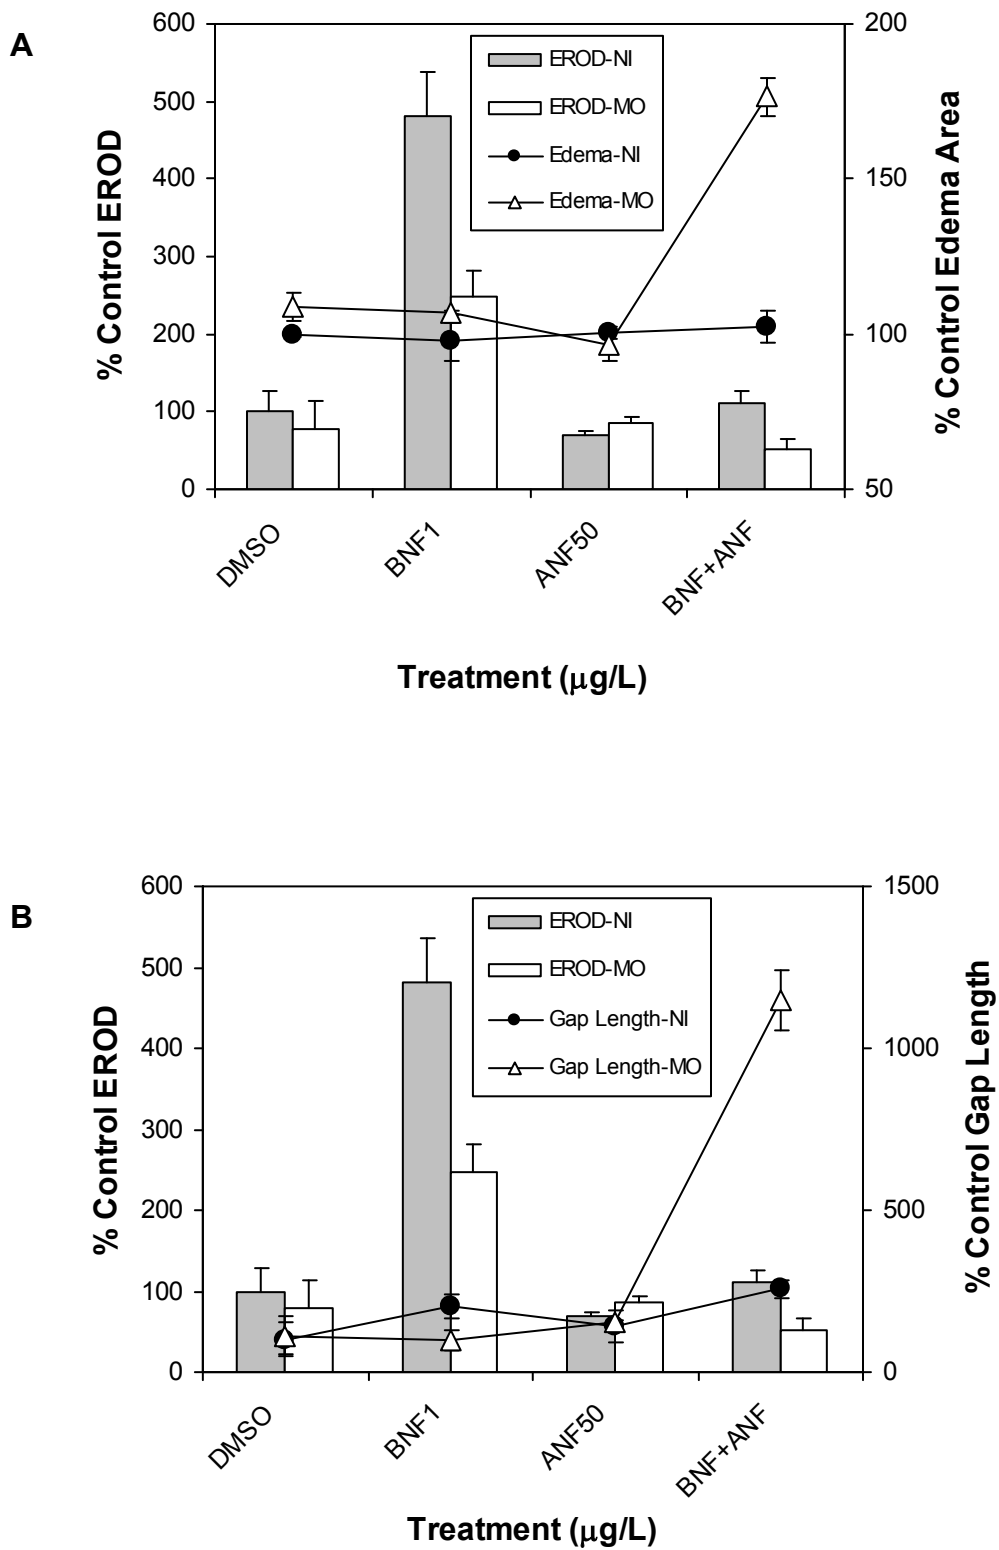 A
600
500
400
300
200
100
0
% Control EROD
200
150
100
50
% Control Edema Area
EROD-NI
EROD-MO
Edema-NI
Edema-MO
DMSO
BNF1
ANF50
BNF+ANF
Treatment (μg/L)
B
600
500
400
300
200
100
0
% Control EROD
1500
1000
500
0
% Control Gap Length
EROD-NI
EROD-MO
Gap Length-NI
Gap Length-MO
DMSO
BNF1
ANF50
BNF+ANF
Treatment (μg/L)